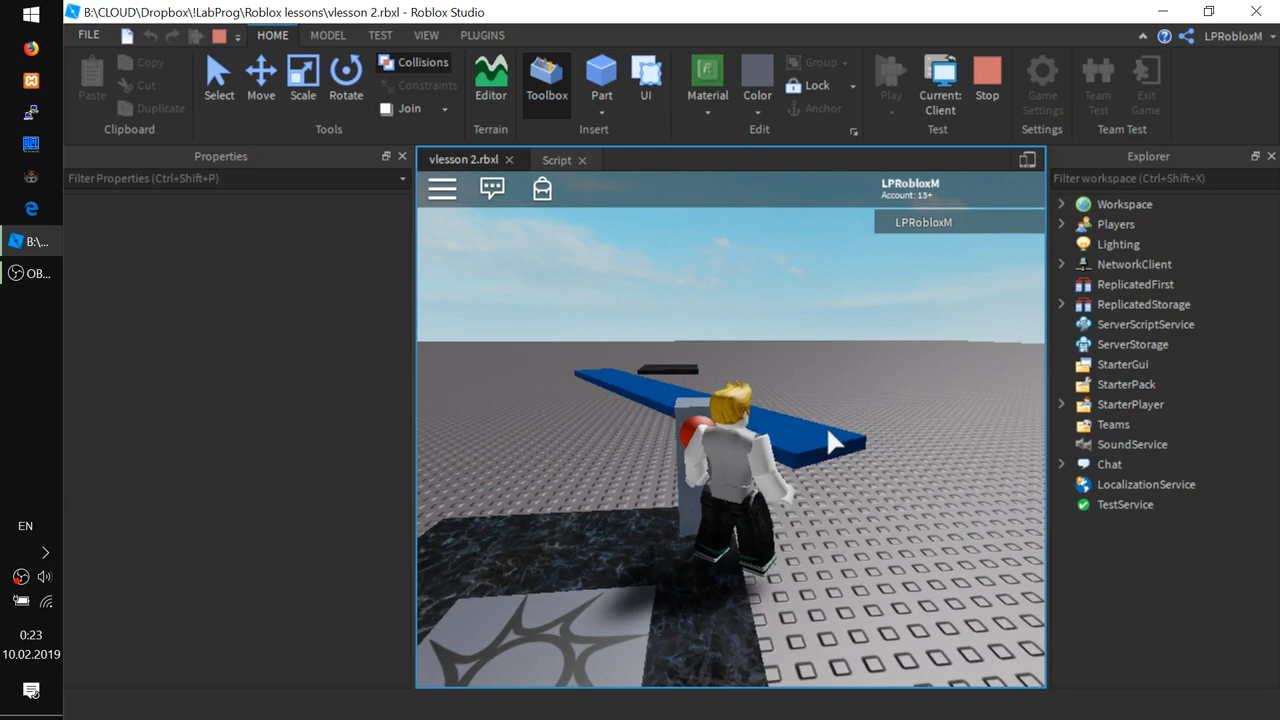 B:\CLOUD\Dropbox\!LabProg\Roblox lessons\vlesson 2.rbxl - Roblox Studio
FILE HOME MODEL TEST VIEW PLUGINS LPRobloxM
Paste
Copy
Cut
Duplicate
Clipboard
Select
Move
Scale
Rotate
Collisions
Constraints
Join
Tools
Editor
Terrain
Toolbox
Part
UI
Insert
Material
Color
Group
Lock
Anchor
Edit
Play
Current:
Client
Stop
Test
Game
Settings
Settings
Team
Test
Exit
Game
Team Test
Properties
Filter Properties (Ctrl+Shift+P)
vlesson 2.rbxl
Script
LPRobloxM
Account: 13+
LPRobloxM
Explorer
Filter workspace (Ctrl+Shift+X)
Workspace
Players
Lighting
NetworkClient
ReplicatedFirst
ReplicatedStorage
ServerScriptService
ServerStorage
StarterGui
StarterPack
StarterPlayer
Teams
SoundService
Chat
LocalizationService
TestService
B:\...
OB...
EN
0:23
10.02.2019